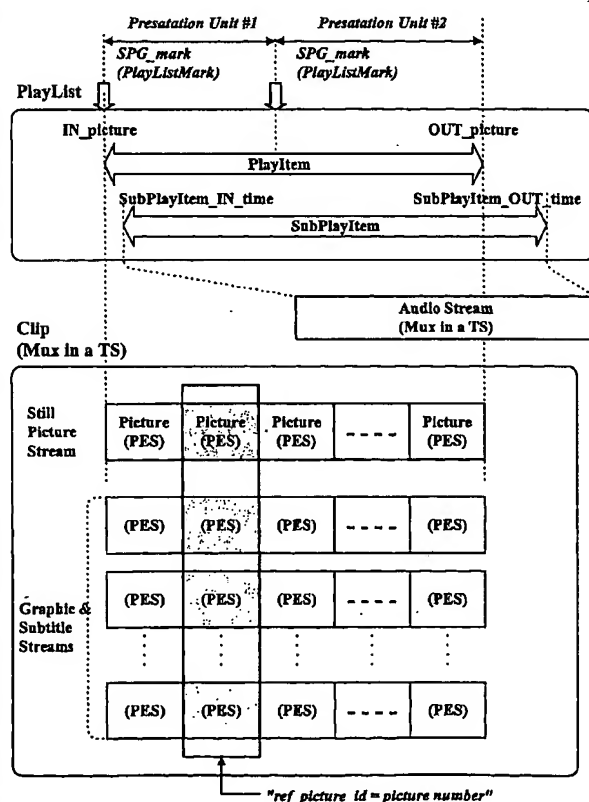 Presatation Unit #1 Presatation Unit #2
SPG_mark SPG_mark
(PlayListMark) (PlayListMark)
PlayList
IN_picture OUT_picture
PlayItem
SubPlayItem_IN_time SubPlayItem_OUT_time
SubPlayItem
Audio Stream
(Mux in a TS)
Clip
(Mux in a TS)
Still
Picture
Stream
Picture Picture Picture Picture
(PES) (PES) (PES) (PES)
(PES) (PES) (PES) (PES)
(PES) (PES) (PES) (PES)
Graphic &
Subtitle
Streams
(PES) (PES) (PES) (PES)
"ref_picture_id = picture number"